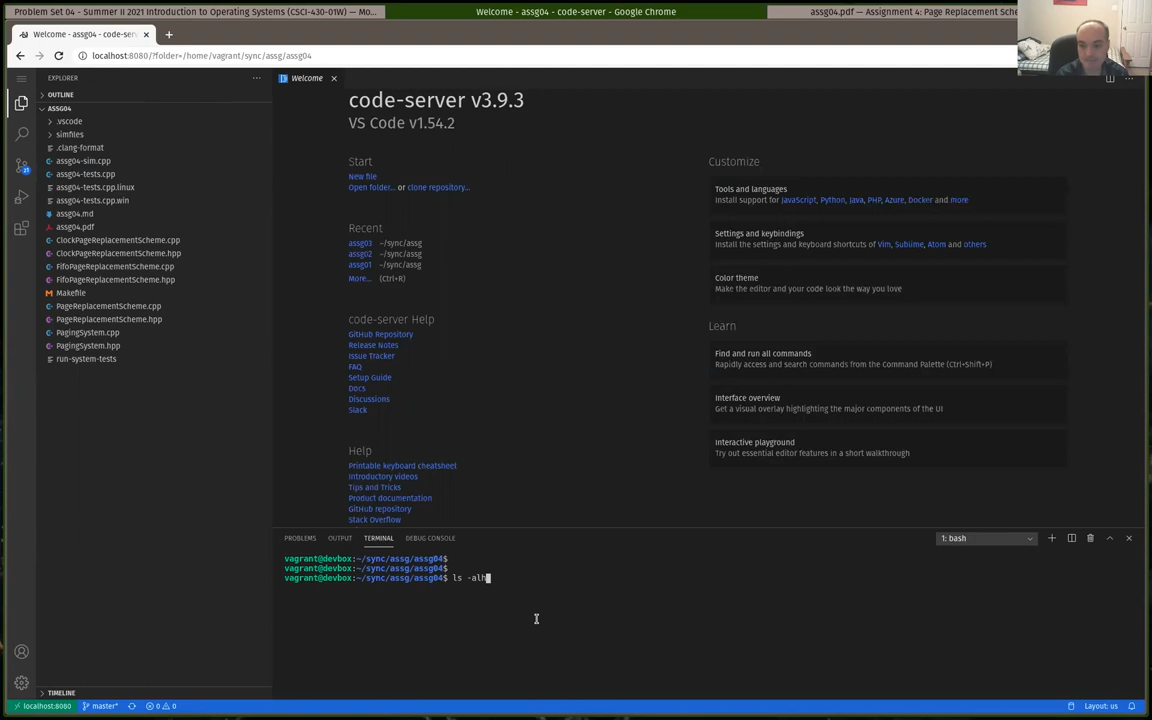 Problem Set 04 - Summer II 2021 Introduction to Operating Systems (CSCI-430-01W) — Mo...
Welcome - assg04 - code-server - Google Chrome
assg04.pdf — Assignment 4: Page Replacement Sche
Welcome - assg04 - code-serv
localhost:8080/?folder=/home/vagrant/sync/assg/assg04
EXPLORER
OUTLINE
ASSG04
.vscode
simfiles
.clang-format
assg04-sim.cpp
assg04-tests.cpp
assg04-tests.cpp.linux
assg04-tests.cpp.win
assg04.md
assg04.pdf
ClockPageReplacementScheme.cpp
ClockPageReplacementScheme.hpp
FifoPageReplacementScheme.cpp
FifoPageReplacementScheme.hpp
Makefile
PageReplacementScheme.cpp
PageReplacementScheme.hpp
PagingSystem.cpp
PagingSystem.hpp
run-system-tests
TIMELINE
Welcome
code-server v3.9.3
VS Code v1.54.2
Start
New file
Open folder... or clone repository...
Recent
assg03 ~/sync/assg
assg02 ~/sync/assg
assg01 ~/sync/assg
More... (Ctrl+R)
code-server Help
GitHub Repository
Release Notes
Issue Tracker
FAQ
Setup Guide
Docs
Discussions
Slack
Help
Printable keyboard cheatsheet
Introductory videos
Tips and Tricks
Product documentation
GitHub repository
Stack Overflow
Customize
Tools and languages
Install support for JavaScript, Python, Java, PHP, Azure, Docker and more
Settings and keybindings
Install the settings and keyboard shortcuts of Vim, Sublime, Atom and others
Color theme
Make the editor and your code look the way you love
Learn
Find and run all commands
Rapidly access and search commands from the Command Palette (Ctrl+Shift+P)
Interface overview
Get a visual overlay highlighting the major components of the UI
Interactive playground
Try out essential editor features in a short walkthrough
PROBLEMS OUTPUT TERMINAL DEBUG CONSOLE
1: bash
vagrant@devbox:~/sync/assg/assg04$
vagrant@devbox:~/sync/assg/assg04$
vagrant@devbox:~/sync/assg/assg04$ ls -alh
localhost:8080 master* 0 0
Layout: us